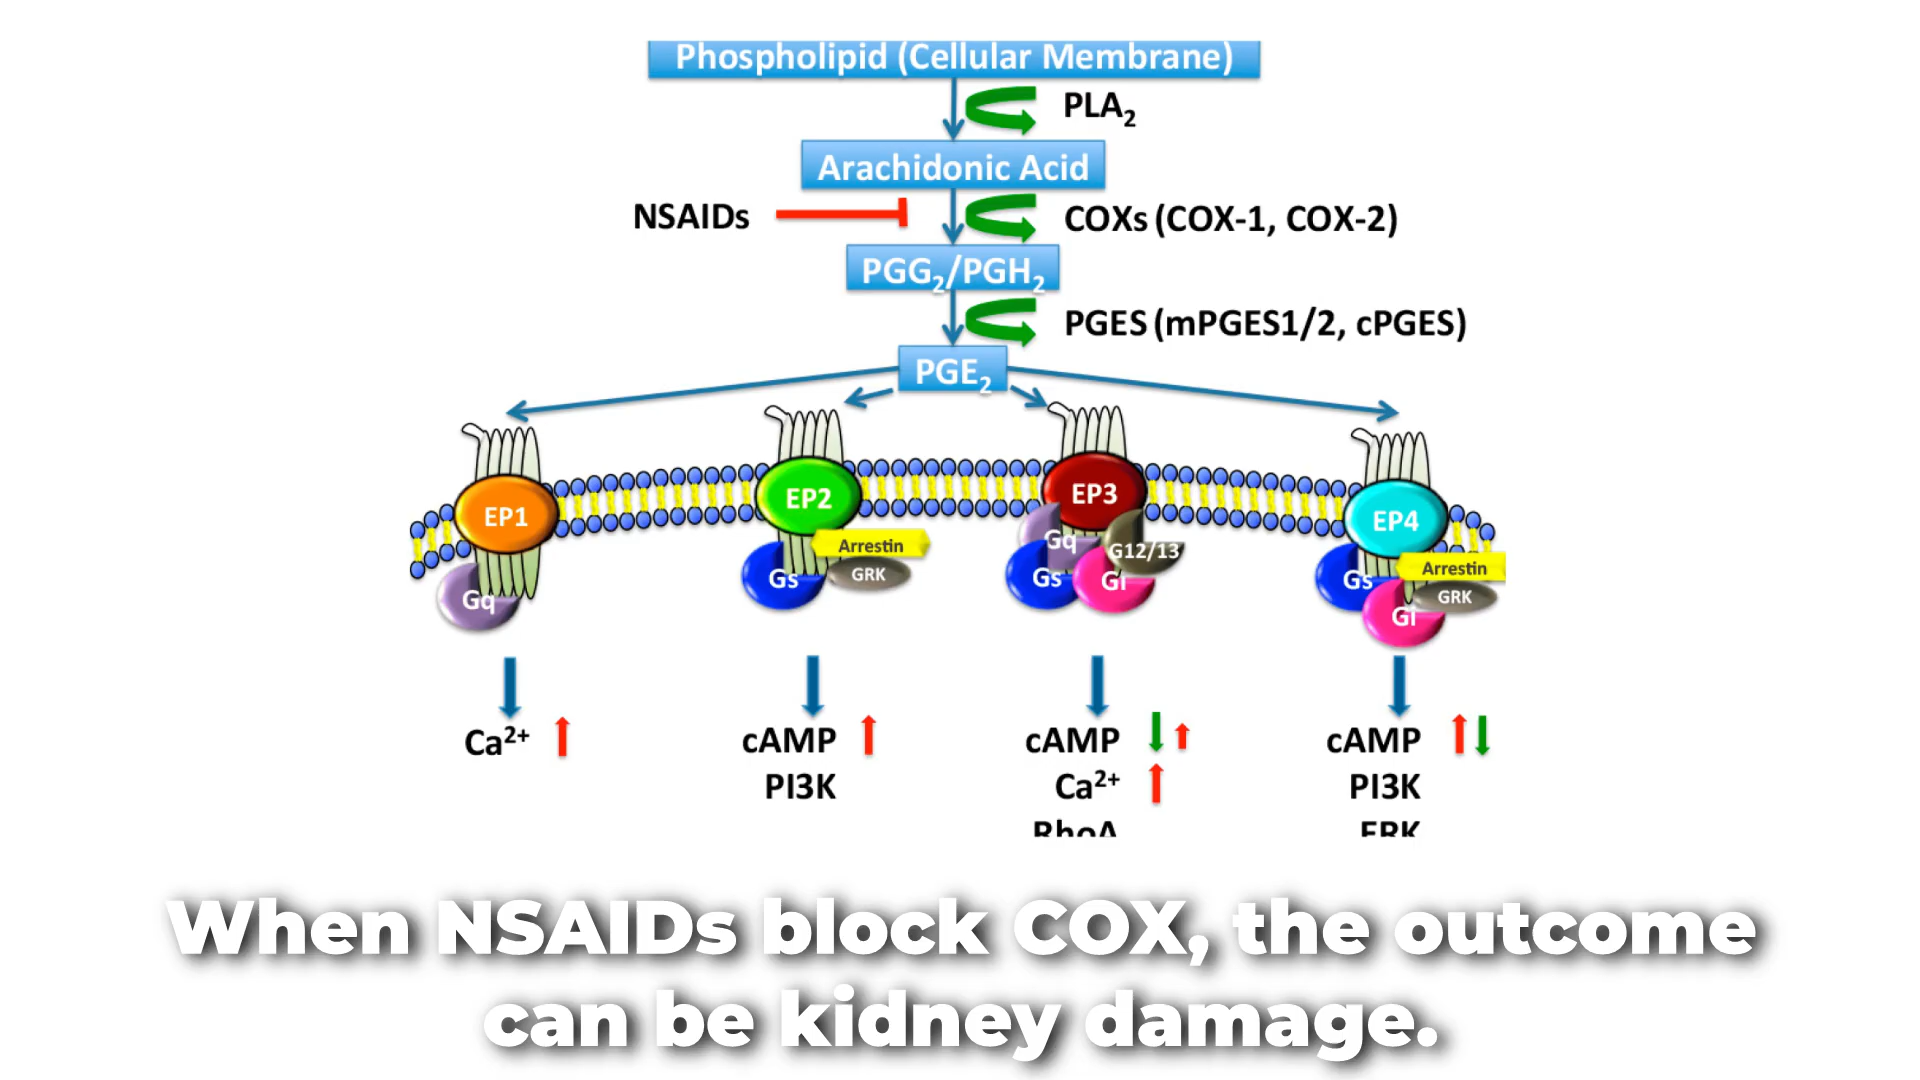 Phospholipid (Cellular Membrane)
PLA2
Arachidonic Acid
NSAIDs
COXs (COX-1, COX-2)
PGG2/PGH2
PGES (mPGES1/2, cPGES)
PGE2
EP1
EP2
EP3
EP4
Gq
Gs
Arrestin
GRK
Gq
G12/13
Gs
Gi
Gs
Arrestin
GRK
Gi
Ca2+
cAMP
PI3K
cAMP
Ca2+
RhoA
cAMP
PI3K
ERK
When NSAIDs block COX, the outcome
can be kidney damage.